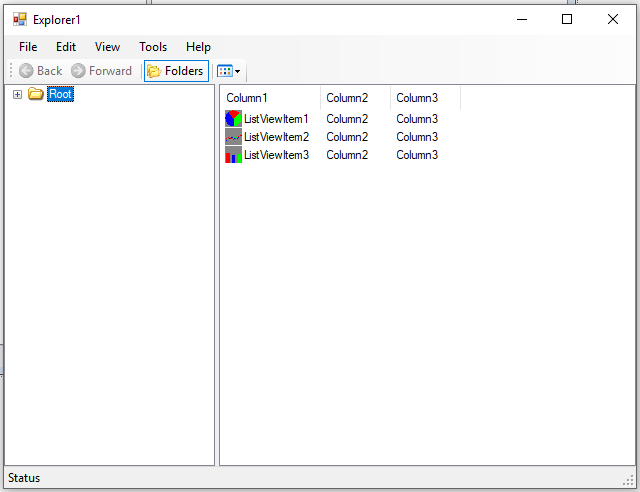 Explorer1
File Edit View Tools Help
Back Forward Folders
Root
Column1 Column2 Column3
ListViewItem1 Column2 Column3
ListViewItem2 Column2 Column3
ListViewItem3 Column2 Column3
Status